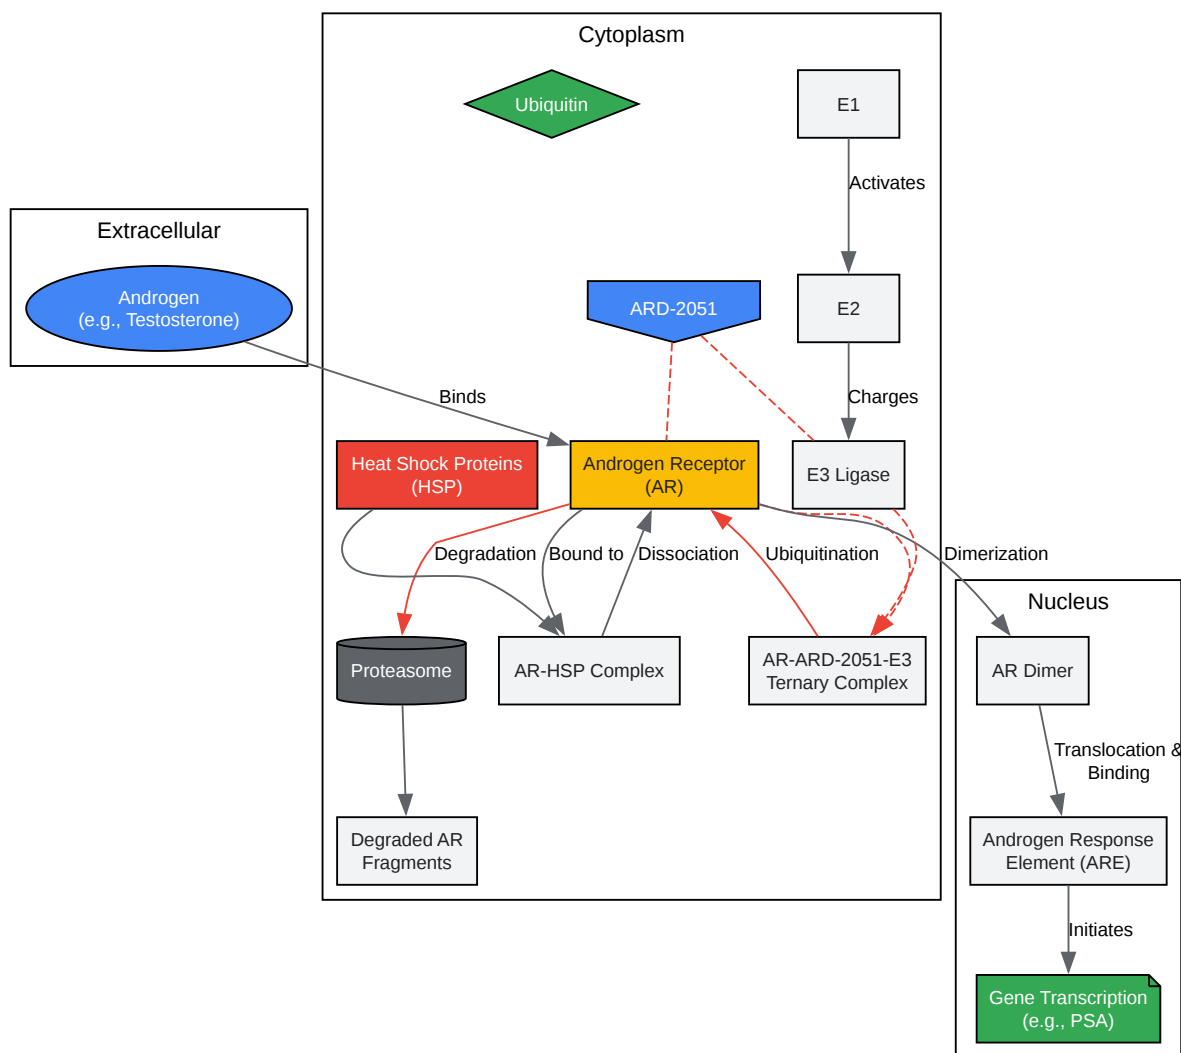 Cytoplasm
Ubiquitin
E1
Activates
Extracellular
Androgen
(e.g., Testosterone)
ARD-2051
E2
Binds
Charges
Heat Shock Proteins
(HSP)
Androgen Receptor
(AR)
E3 Ligase
Degradation
Bound to
Dissociation
Ubiquitination
Dimerization
Nucleus
Proteasome
AR-HSP Complex
AR-ARD-2051-E3
Ternary Complex
AR Dimer
Translocation &
Binding
Degraded AR
Fragments
Androgen Response
Element (ARE)
Initiates
Gene Transcription
(e.g., PSA)